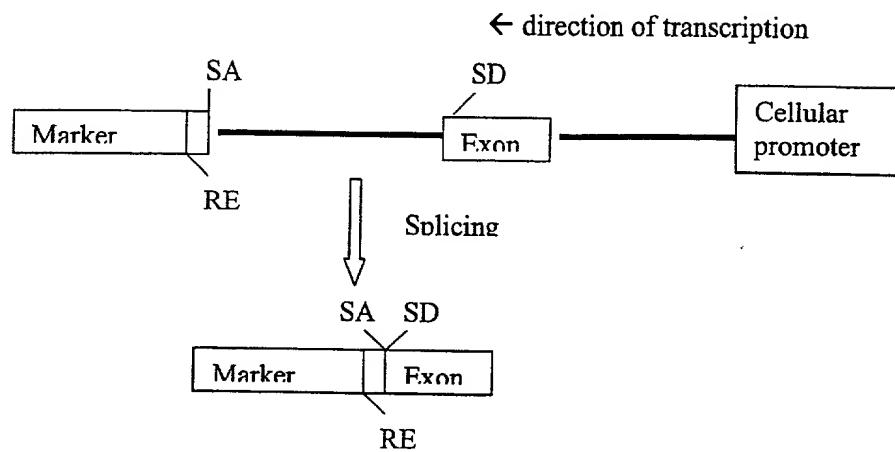 ← direction of transcription
SA
SD
Marker
Exon
Cellular
promoter
RE
Splicing
SA SD
Marker
Exon
RE